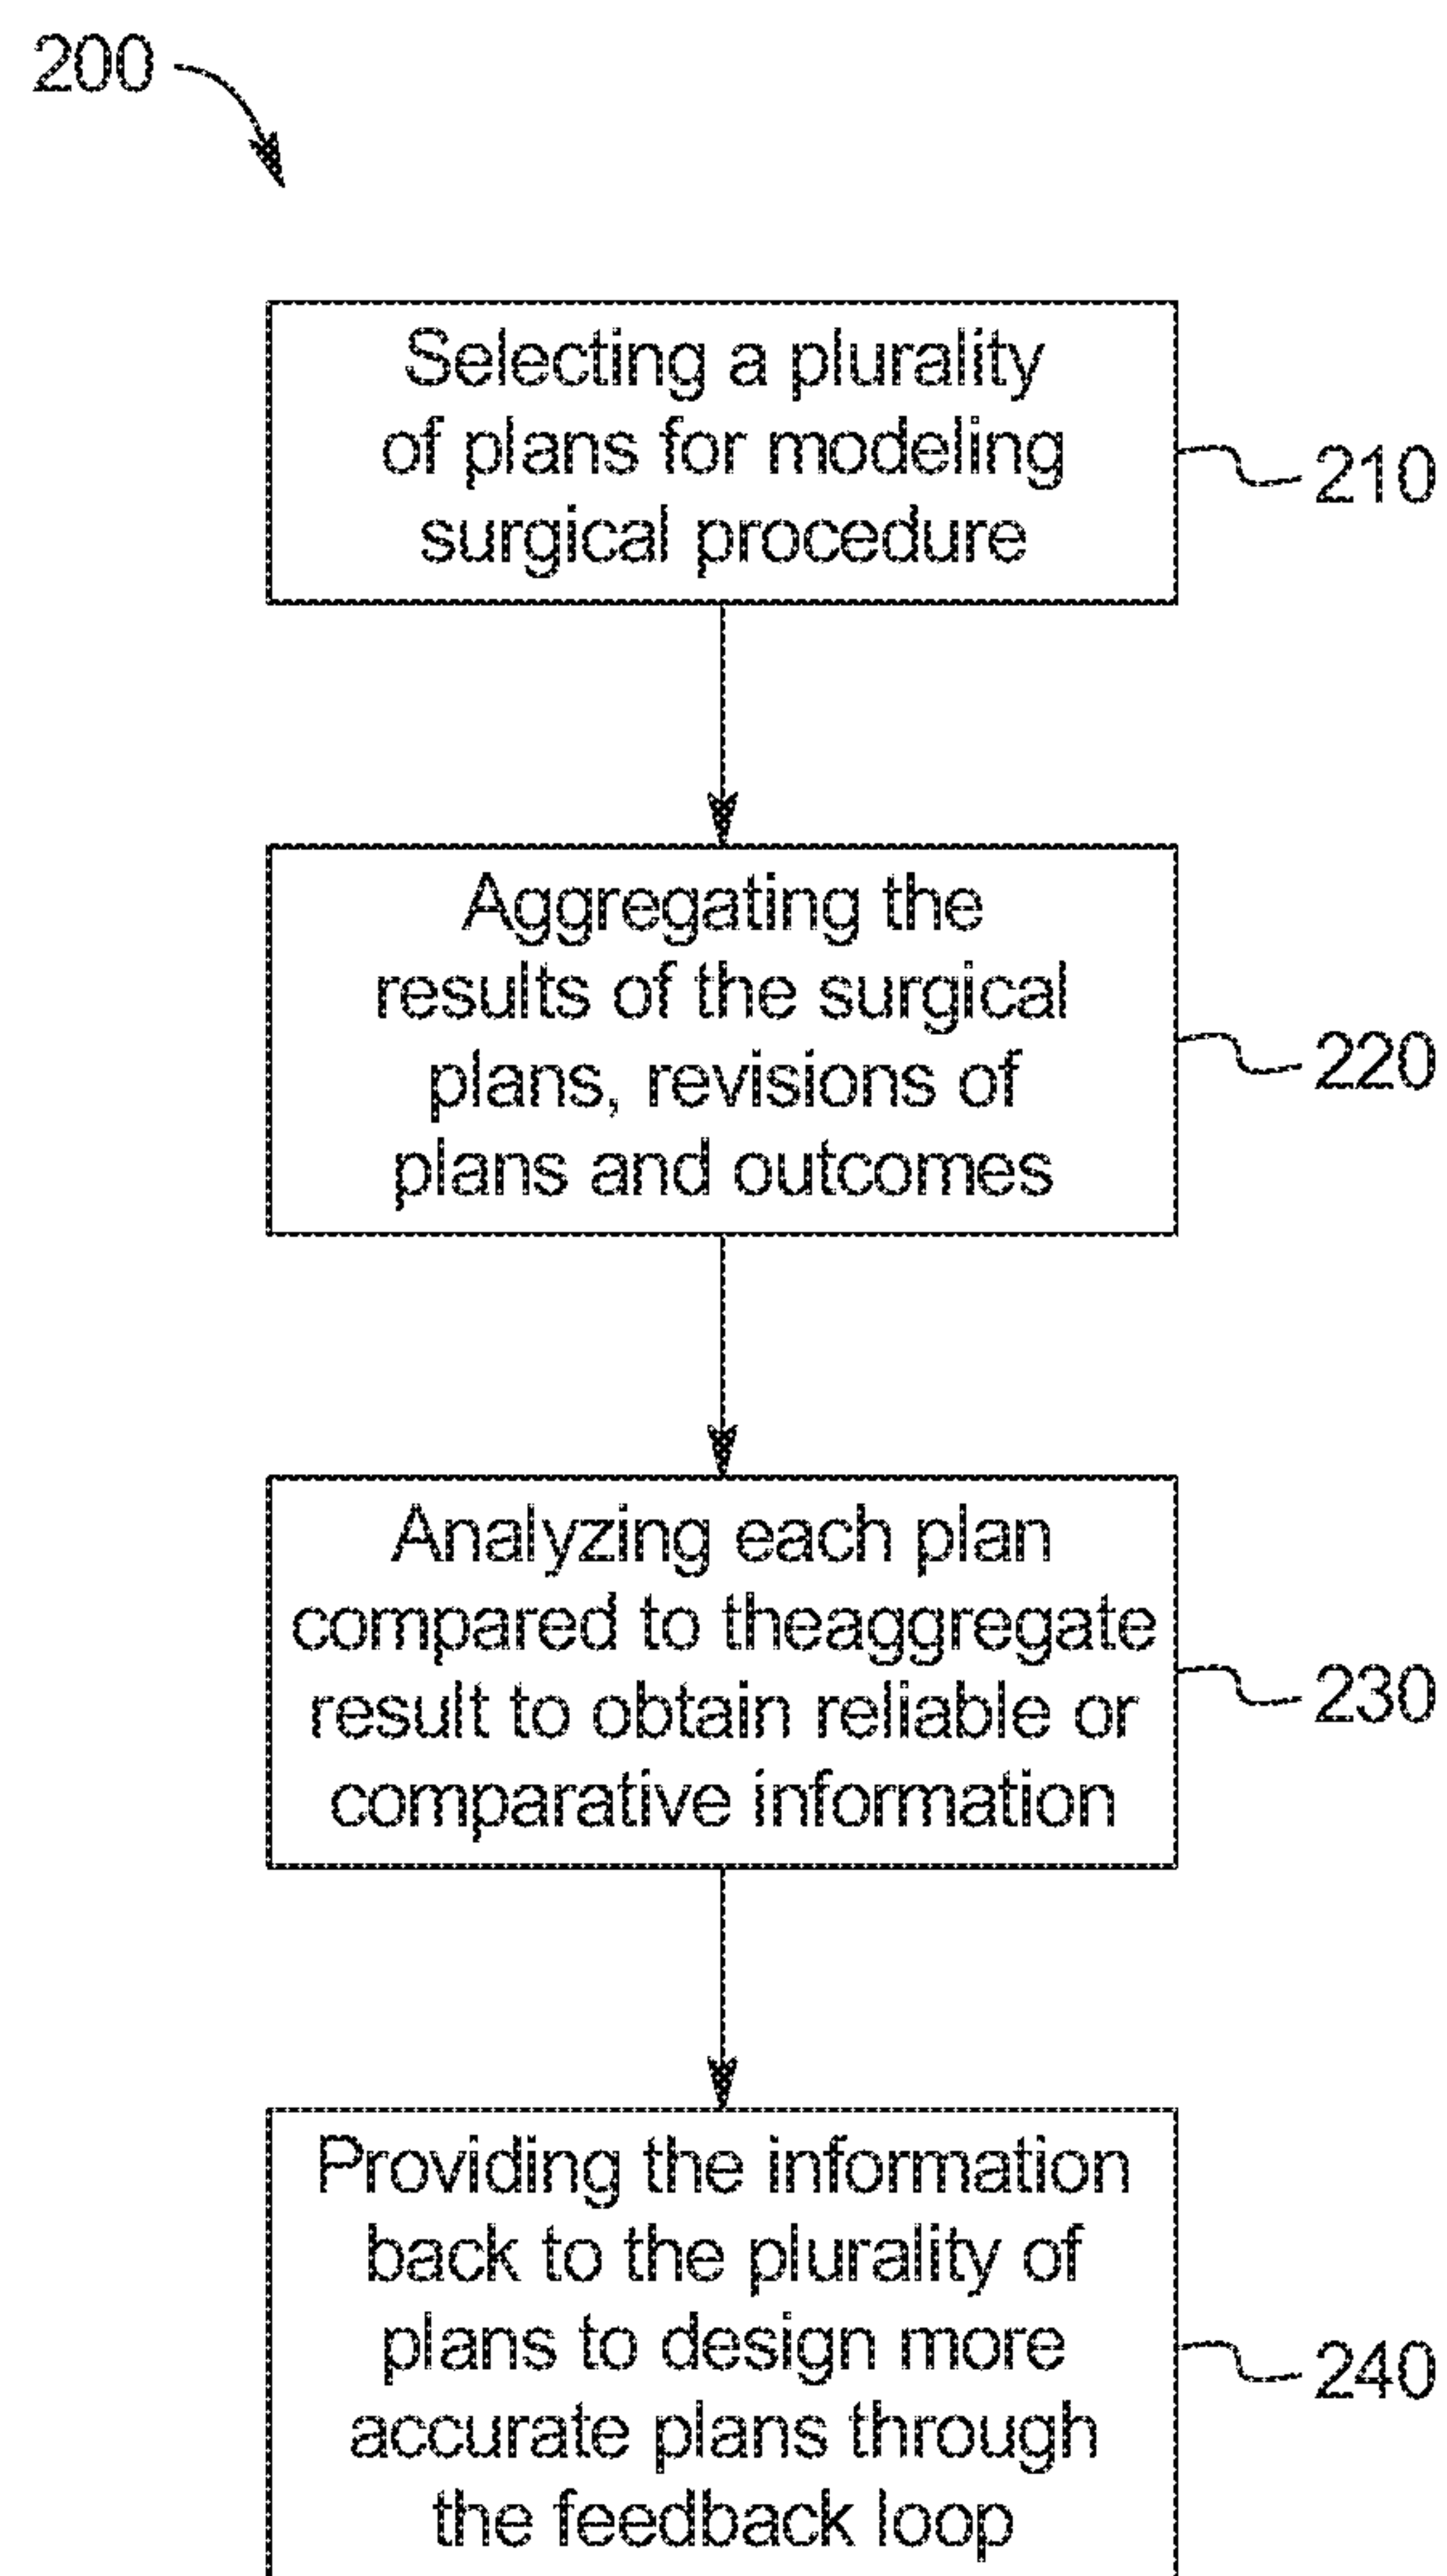 200
Selecting a plurality
of plans for modeling
surgical procedure
210
Aggregating the
results of the surgical
plans, revisions of
plans and outcomes
220
Analyzing each plan
compared to theaggregate
result to obtain reliable or
comparative information
230
Providing the information
back to the plurality of
plans to design more
accurate plans through
the feedback loop
240